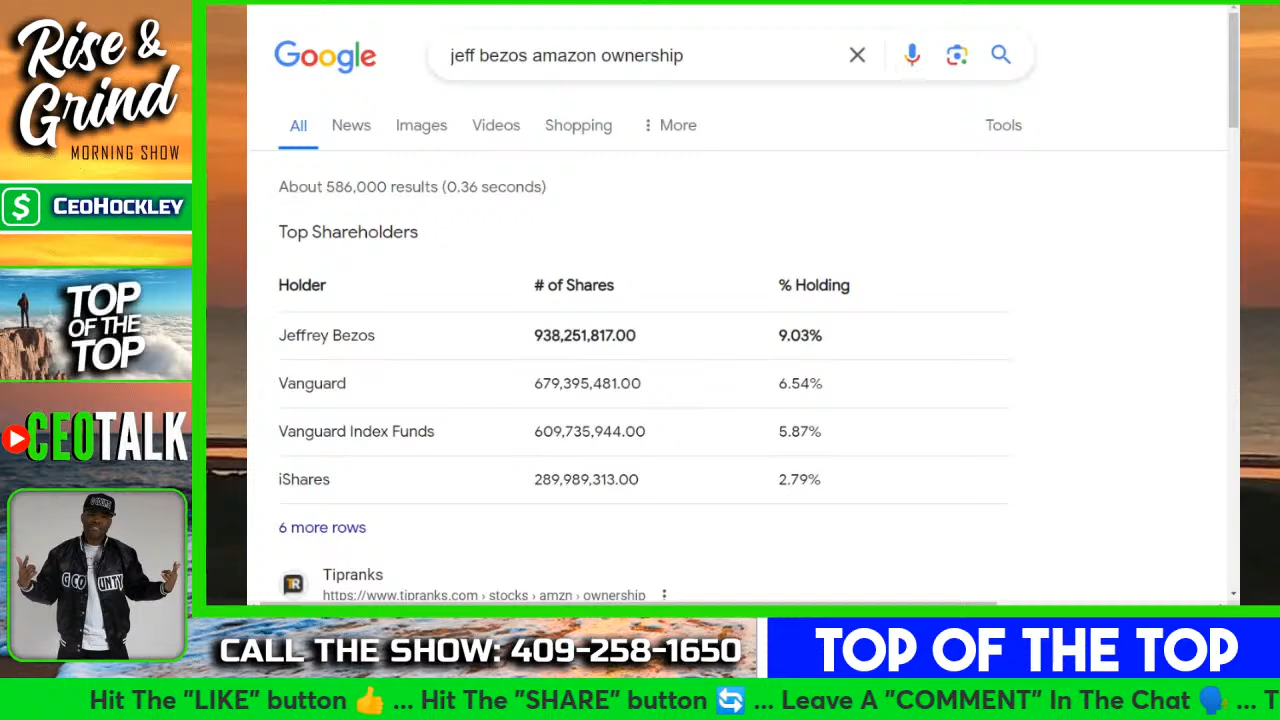 Rise &
Grind
MORNING SHOW
$ CEOHOCKLEY
TOP
OF THE
TOP
CEOTALK
G COUNTY
Google
jeff bezos amazon ownership
All News Images Videos Shopping More Tools
About 586,000 results (0.36 seconds)
Top Shareholders
Holder # of Shares % Holding
Jeffrey Bezos 938,251,817.00 9.03%
Vanguard 679,395,481.00 6.54%
Vanguard Index Funds 609,735,944.00 5.87%
iShares 289,989,313.00 2.79%
6 more rows
TR
Tipranks
https://www.tipranks.com › stocks › amzn › ownership
CALL THE SHOW: 409-258-1650
TOP OF THE TOP
Hit The "LIKE" button 👍 ... Hit The "SHARE" button 🔄 ... Leave A "COMMENT" In The Chat 🗣️ ... T